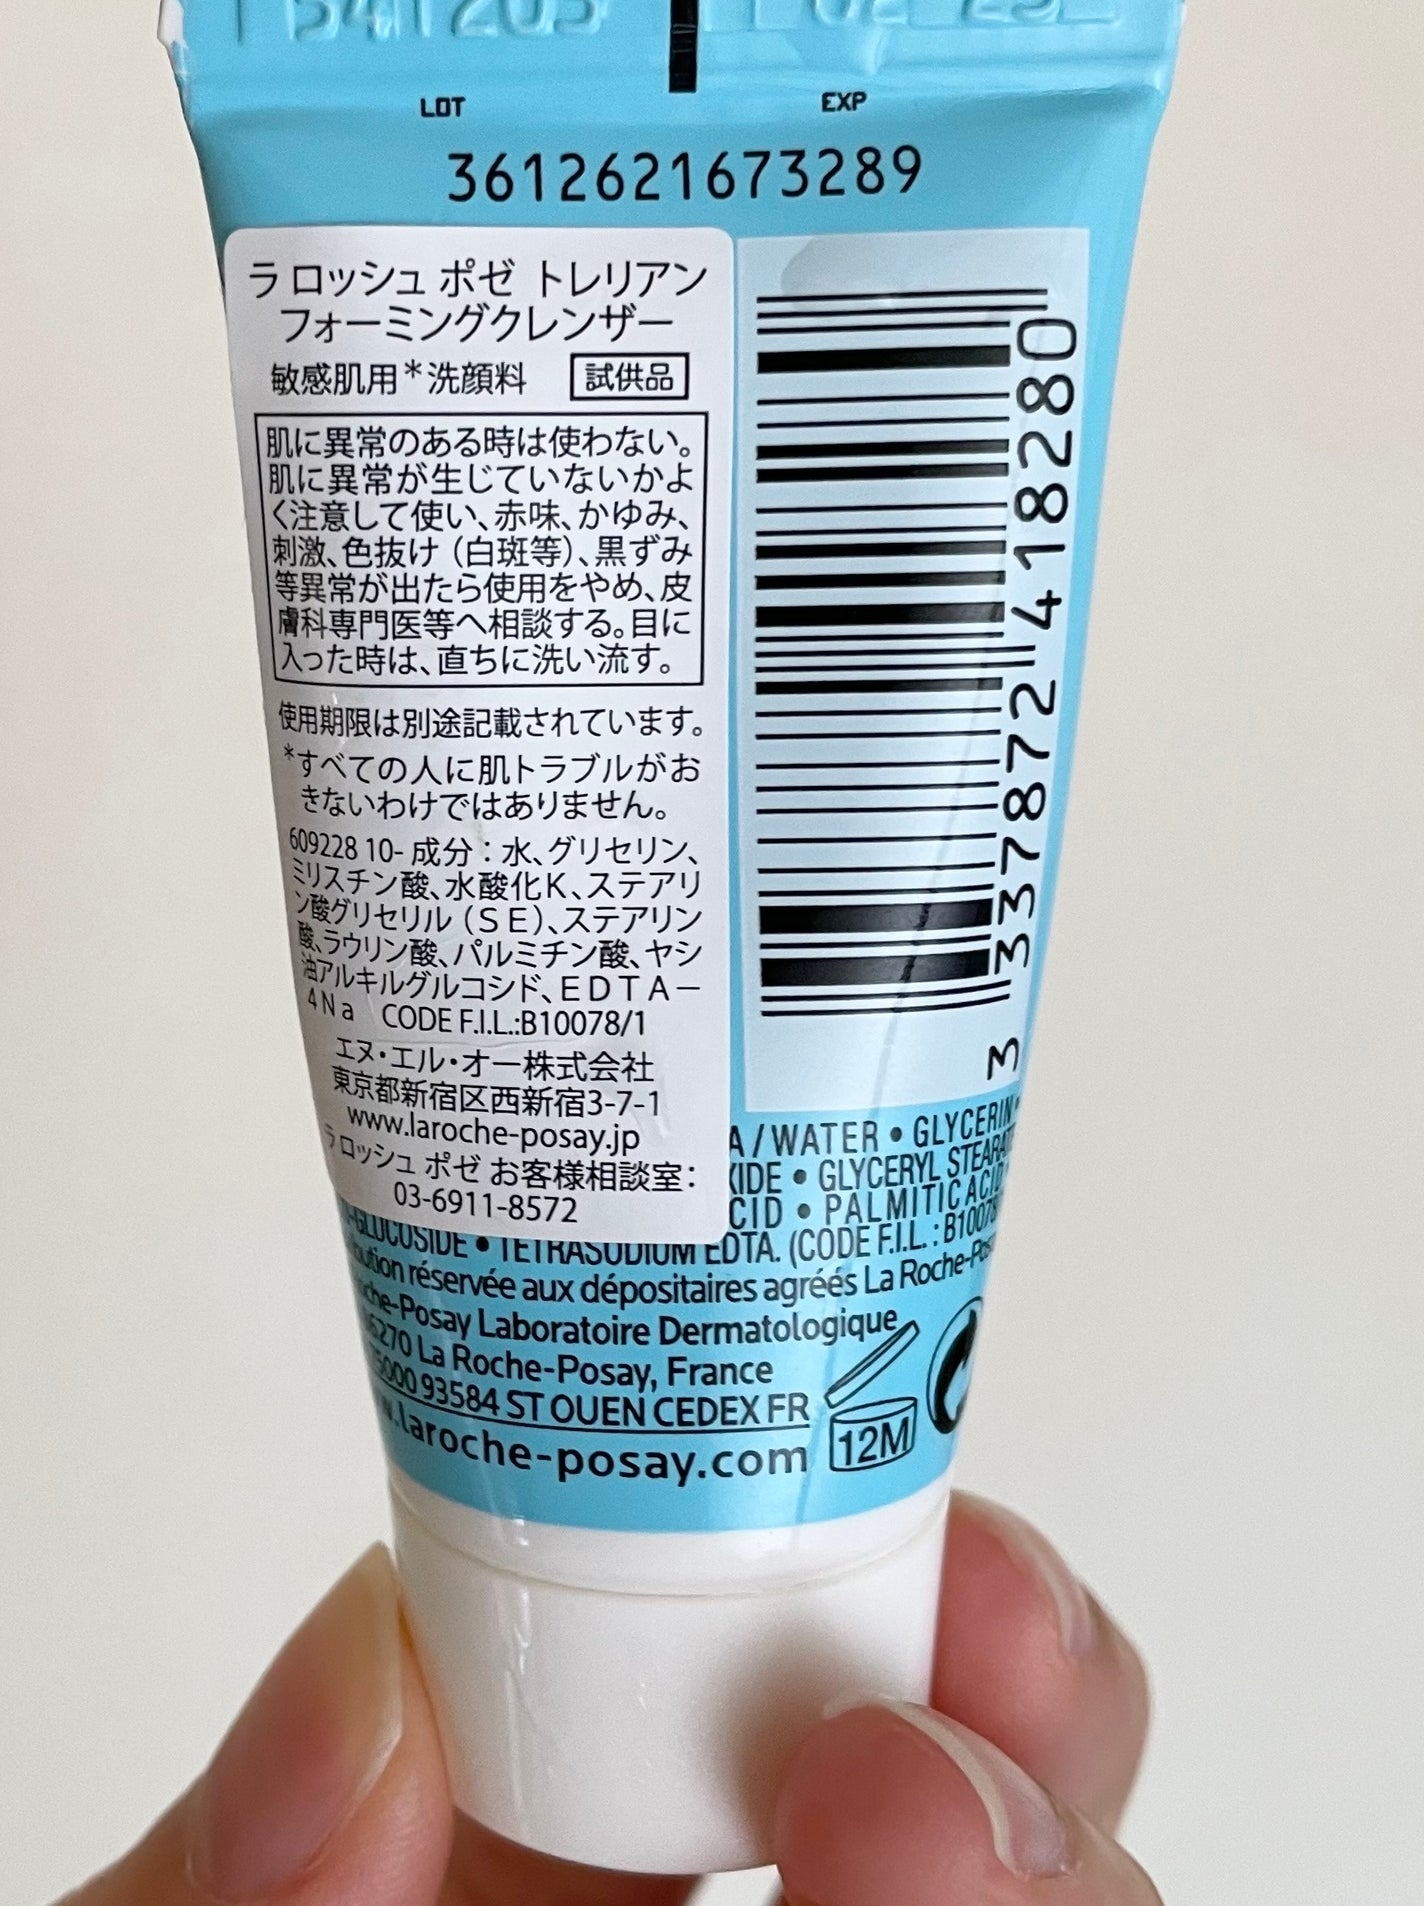 LOT
EXP
3612621673289
ラ ロッシュ ポゼ トレリアン
フォーミングクレンザー
敏感肌用*洗顔料 試供品
肌に異常のある時は使わない。
肌に異常が生じていないかよ
く注意して使い、赤味、かゆみ、
刺激、色抜け（白斑等）、黒ずみ
等異常が出たら使用をやめ、皮
膚科専門医等へ相談する。目に
入った時は、直ちに洗い流す。
使用期限は別途記載されています。
*すべての人に肌トラブルがお
きないわけではありません。
609228 10- 成分：水、グリセリン、
ミリスチン酸、水酸化K、ステアリ
ン酸グリセリル（ＳＥ）、ステアリン
酸、ラウリン酸、パルミチン酸、ヤシ
油アルキルグルコシド、ＥＤＴＡ－
４Ｎａ CODE F.I.L.:B10078/1
エヌ・エル・オー株式会社
東京都新宿区西新宿3-7-1
www.laroche-posay.jp
ラ ロッシュ ポゼ お客様相談室：
03-6911-8572
3 337872 418280
/ WATER • GLYCERIN •
• GLYCERYL
• PALMITIC ACID
• TETRASODIUM EDTA. (CODE F.I.L. :
réservée aux dépositaires agréés La Roche-
Posay Laboratoire Dermatologique
La Roche-Posay, France
93584 ST OUEN CEDEX FR
laroche-posay.com
12M